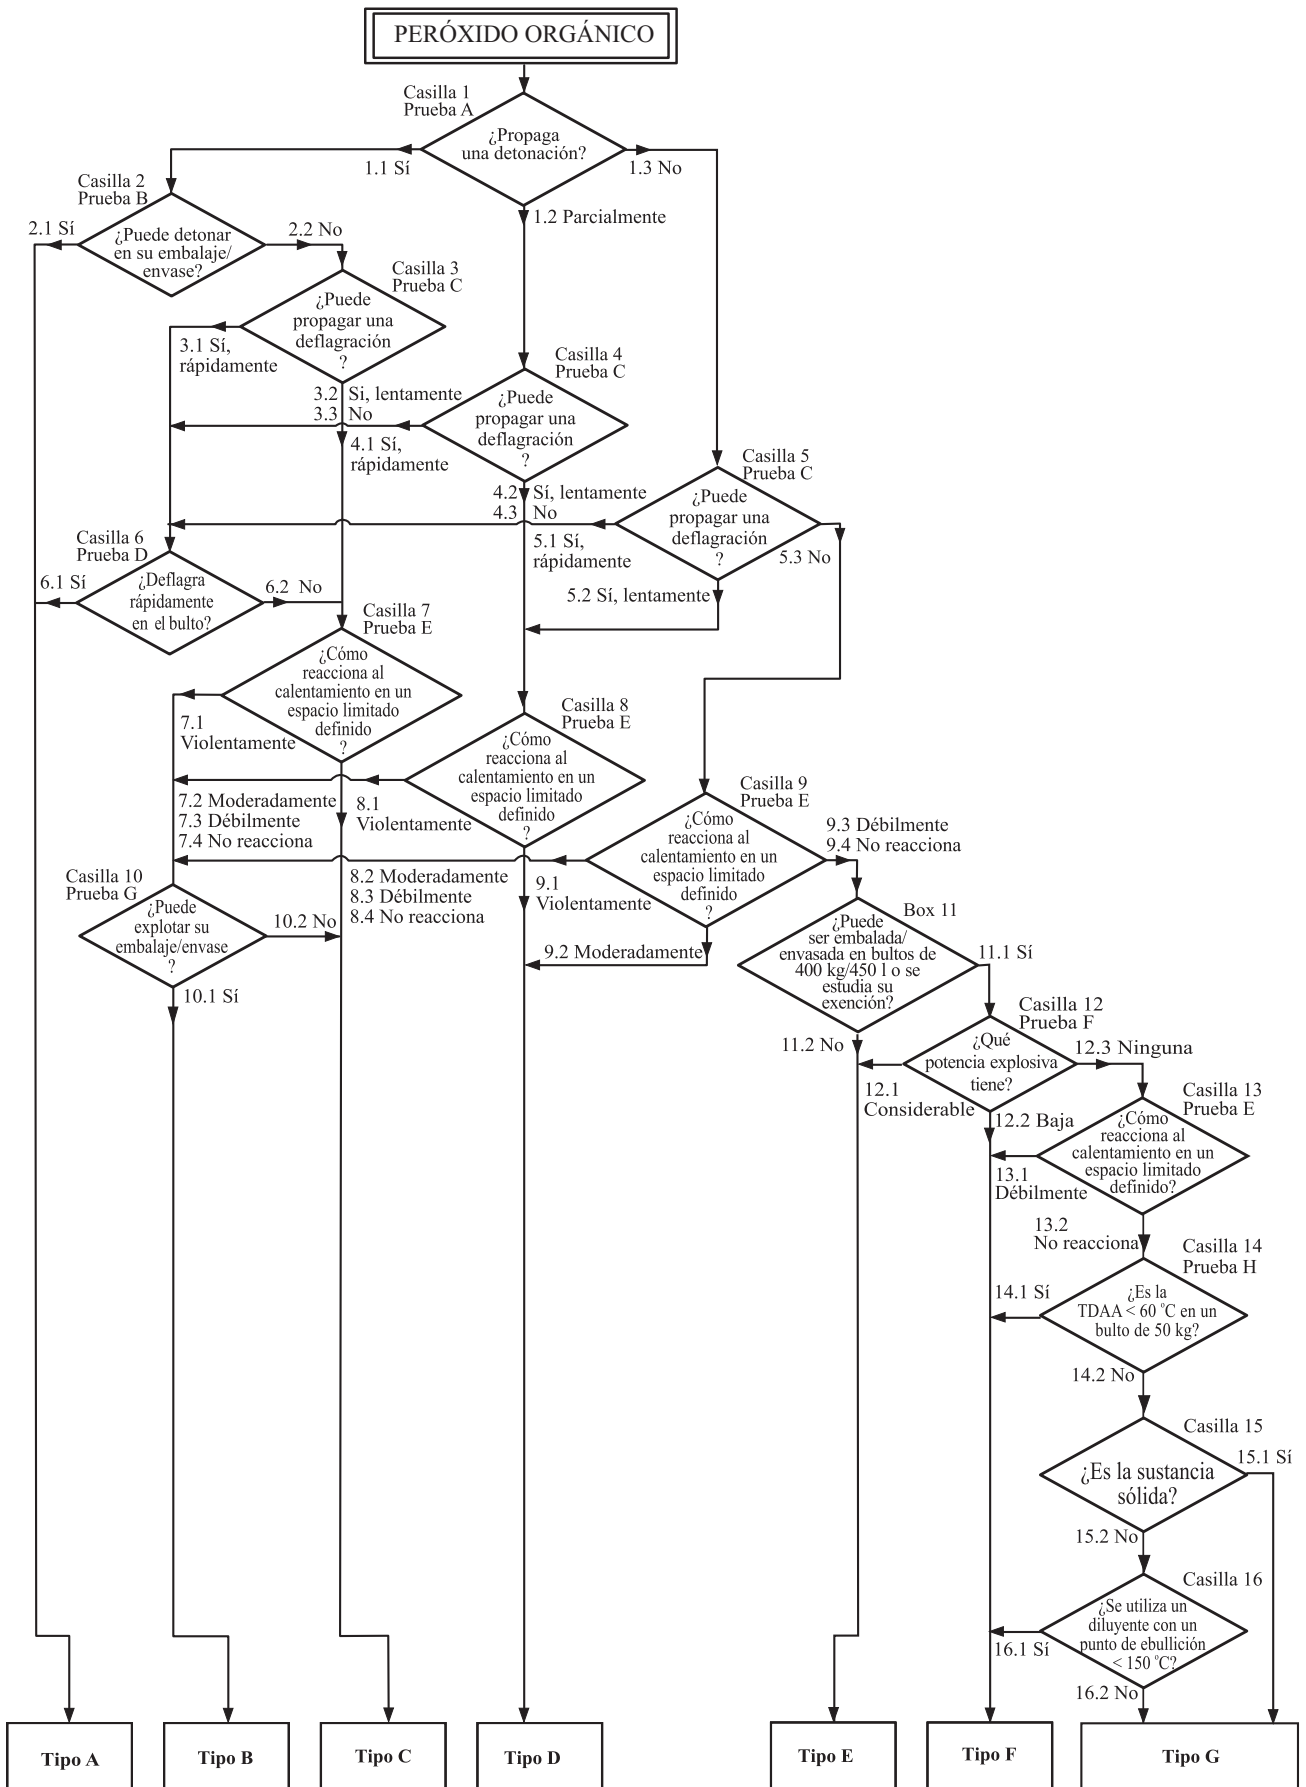 PERÓXIDO ORGÁNICO
Casilla 1
Prueba A
¿Propaga
una detonación?
1.1 Sí
1.3 No
1.2 Parcialmente
Casilla 2
Prueba B
2.1 Sí
2.2 No
¿Puede detonar
en su embalaje/
envase?
Casilla 3
Prueba C
¿Puede
propagar una
deflagración
?
3.1 Sí,
rápidamente
3.2 Si, lentamente
3.3 No
Casilla 4
Prueba C
¿Puede
propagar una
deflagración
?
4.1 Sí,
rápidamente
4.2 Sí, lentamente
4.3 No
Casilla 5
Prueba C
¿Puede
propagar una
deflagración
?
5.1 Sí,
rápidamente
5.3 No
5.2 Sí, lentamente
Casilla 6
Prueba D
6.1 Sí
6.2 No
¿Deflagra
rápidamente
en el bulto?
Casilla 7
Prueba E
¿Cómo
reacciona al
calentamiento en un
espacio limitado
definido
?
7.1
Violentamente
7.2 Moderadamente
7.3 Débilmente
7.4 No reacciona
Casilla 8
Prueba E
¿Cómo
reacciona al
calentamiento en un
espacio limitado
definido
?
8.1
Violentamente
8.2 Moderadamente
8.3 Débilmente
8.4 No reacciona
Casilla 9
Prueba E
¿Cómo
reacciona al
calentamiento en un
espacio limitado
definido
?
9.3 Débilmente
9.4 No reacciona
9.1
Violentamente
9.2 Moderadamente
Casilla 10
Prueba G
¿Puede
explotar su
embalaje/envase
?
10.2 No
10.1 Sí
Box 11
¿Puede
ser embalada/
envasada en bultos de
400 kg/450 l o se
estudia su
exención?
11.1 Sí
11.2 No
Casilla 12
Prueba F
¿Qué
potencia explosiva
tiene?
12.3 Ninguna
12.1
Considerable
12.2 Baja
Casilla 13
Prueba E
¿Cómo
reacciona al
calentamiento en un
espacio limitado
definido?
13.1
Débilmente
13.2
No reacciona
Casilla 14
Prueba H
14.1 Sí
¿Es la
TDAA < 60 °C en un
bulto de 50 kg?
14.2 No
Casilla 15
15.1 Sí
¿Es la sustancia
sólida?
15.2 No
Casilla 16
¿Se utiliza un
diluyente con un
punto de ebullición
< 150 °C?
16.1 Sí
16.2 No
Tipo A
Tipo B
Tipo C
Tipo D
Tipo E
Tipo F
Tipo G